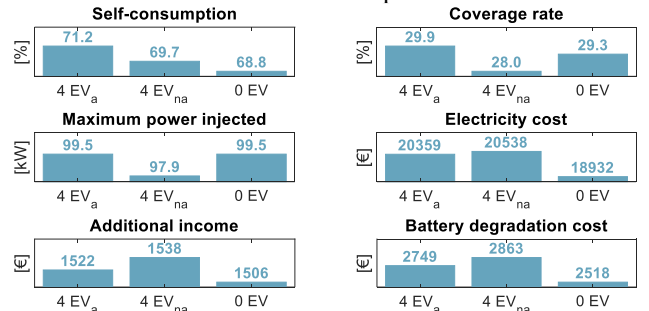 Self-consumption
[%]
71.2
69.7
68.8
4 EVa
4 EVna
0 EV
Coverage rate
[%]
29.9
28.0
29.3
4 EVa
4 EVna
0 EV
Maximum power injected
[kW]
99.5
97.9
99.5
4 EVa
4 EVna
0 EV
Electricity cost
[€]
20359
20538
18932
4 EVa
4 EVna
0 EV
Additional income
[€]
1522
1538
1506
4 EVa
4 EVna
0 EV
Battery degradation cost
[€]
2749
2863
2518
4 EVa
4 EVna
0 EV